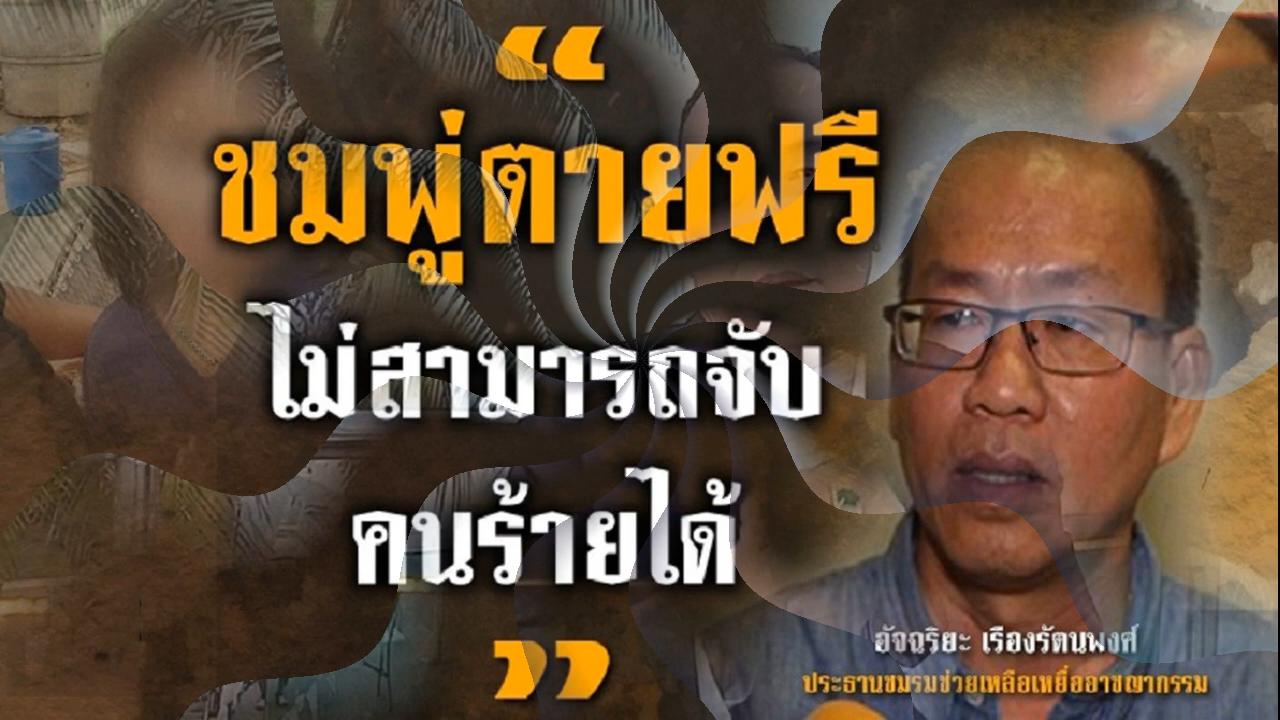 “
ชมพู่ตายฟรี
ไม่สามารถจับ
คนร้ายได้
”
อัจฉริยะ เรืองรัตนพงศ์
ประธานชมรมช่วยเหลือเหยื่ออาชญากรรม